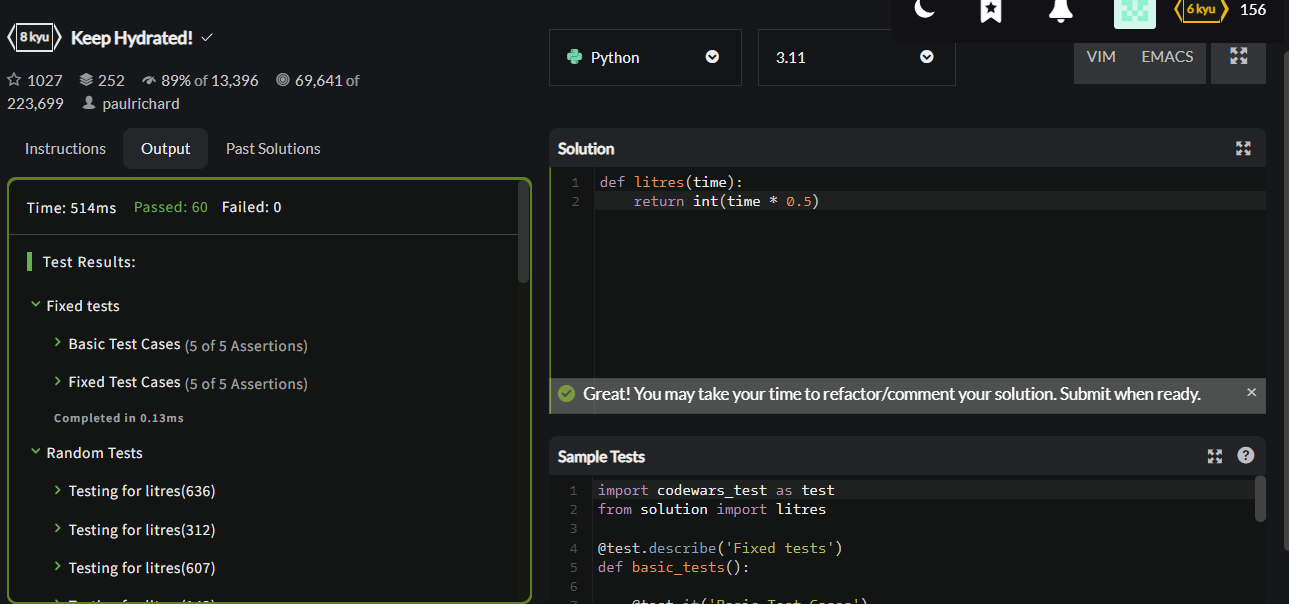 8 kyu Keep Hydrated!
1027 252 89% of 13,396 69,641 of
223,699 paulrichard
6 kyu 156
Python 3.11 VIM EMACS
Instructions Output Past Solutions
Time: 514ms Passed: 60 Failed: 0
Test Results:
Fixed tests
Basic Test Cases (5 of 5 Assertions)
Fixed Test Cases (5 of 5 Assertions)
Completed in 0.13ms
Random Tests
Testing for litres(636)
Testing for litres(312)
Testing for litres(607)
Solution
1 def litres(time):
2 return int(time * 0.5)
Great! You may take your time to refactor/comment your solution. Submit when ready.
Sample Tests
1 import codewars_test as test
2 from solution import litres
3
4 @test.describe('Fixed tests')
5 def basic_tests():
6
7 @test.it('Basic Test Cases')